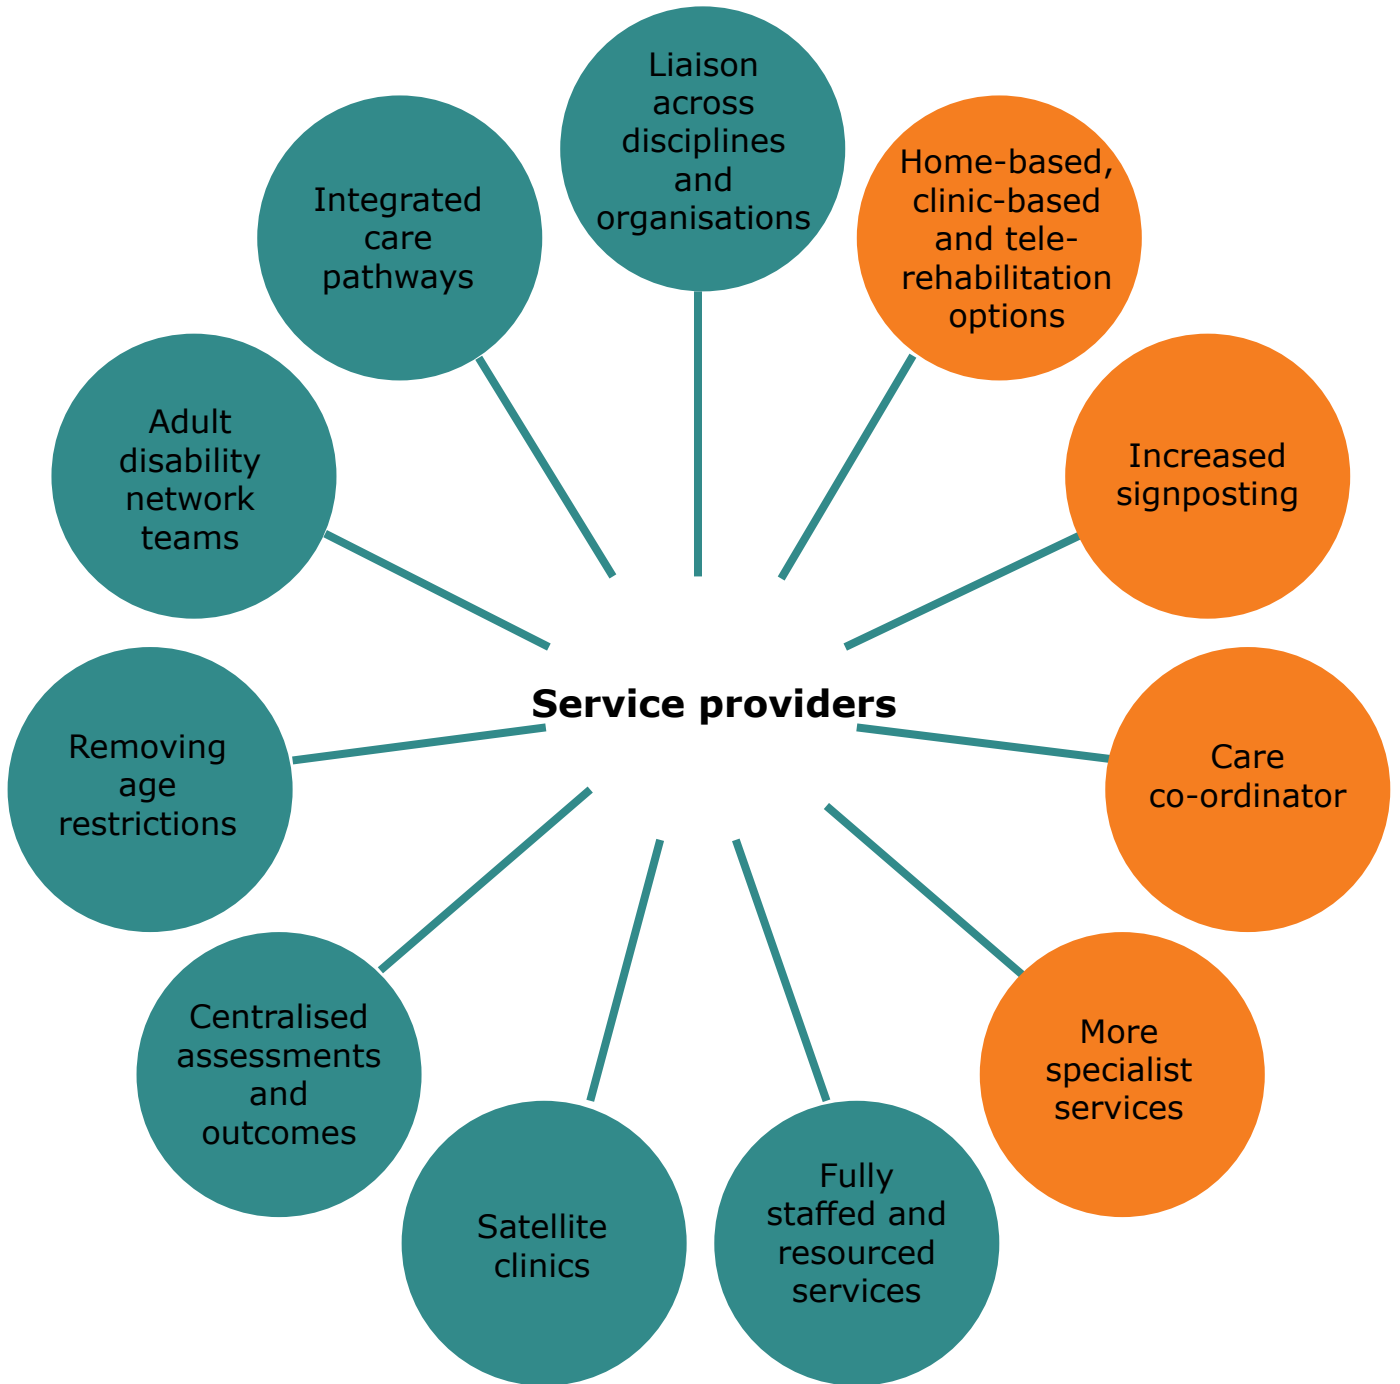 Liaison
across
disciplines
and
organisations
Home-based,
clinic-based
and tele-
rehabilitation
options
Increased
signposting
Care
co-ordinator
More
specialist
services
Fully
staffed and
resourced
services
Satellite
clinics
Centralised
assessments
and
outcomes
Removing
age
restrictions
Adult
disability
network
teams
Integrated
care
pathways
Service providers